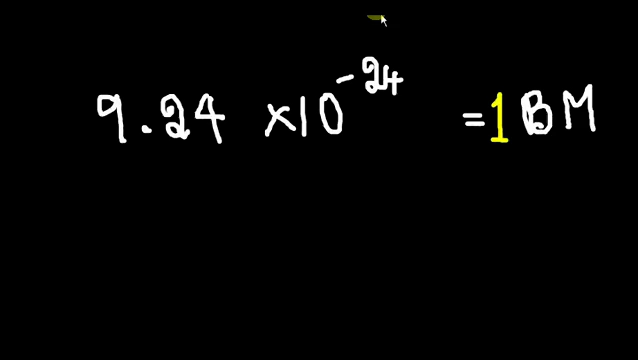 9.24 ×10⁻²⁴ = 1 BM